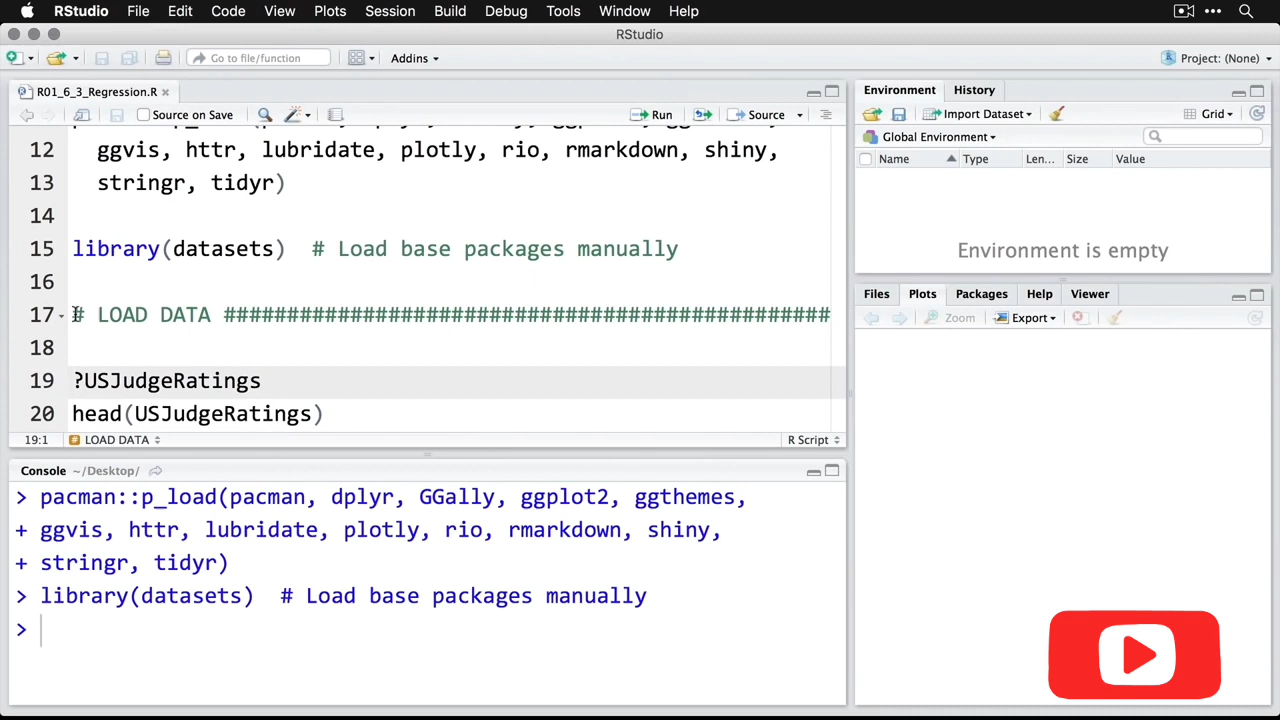 RStudio File Edit Code View Plots Session Build Debug Tools Window Help
RStudio
Go to file/function Addins Project: (None)
R01_6_3_Regression.R
Source on Save Run Source
12 ggvis, httr, lubridate, plotly, rio, rmarkdown, shiny,
13 stringr, tidyr)
14
15 library(datasets)  # Load base packages manually
16
17 # LOAD DATA ################################################
18
19 ?USJudgeRatings
20 head(USJudgeRatings)
19:1 LOAD DATA R Script
Console ~/Desktop/
> pacman::p_load(pacman, dplyr, GGally, ggplot2, ggthemes,
+ ggvis, httr, lubridate, plotly, rio, rmarkdown, shiny,
+ stringr, tidyr)
> library(datasets)  # Load base packages manually
>
Environment History
Import Dataset Grid
Global Environment
Name Type Len... Size Value
Environment is empty
Files Plots Packages Help Viewer
Zoom Export